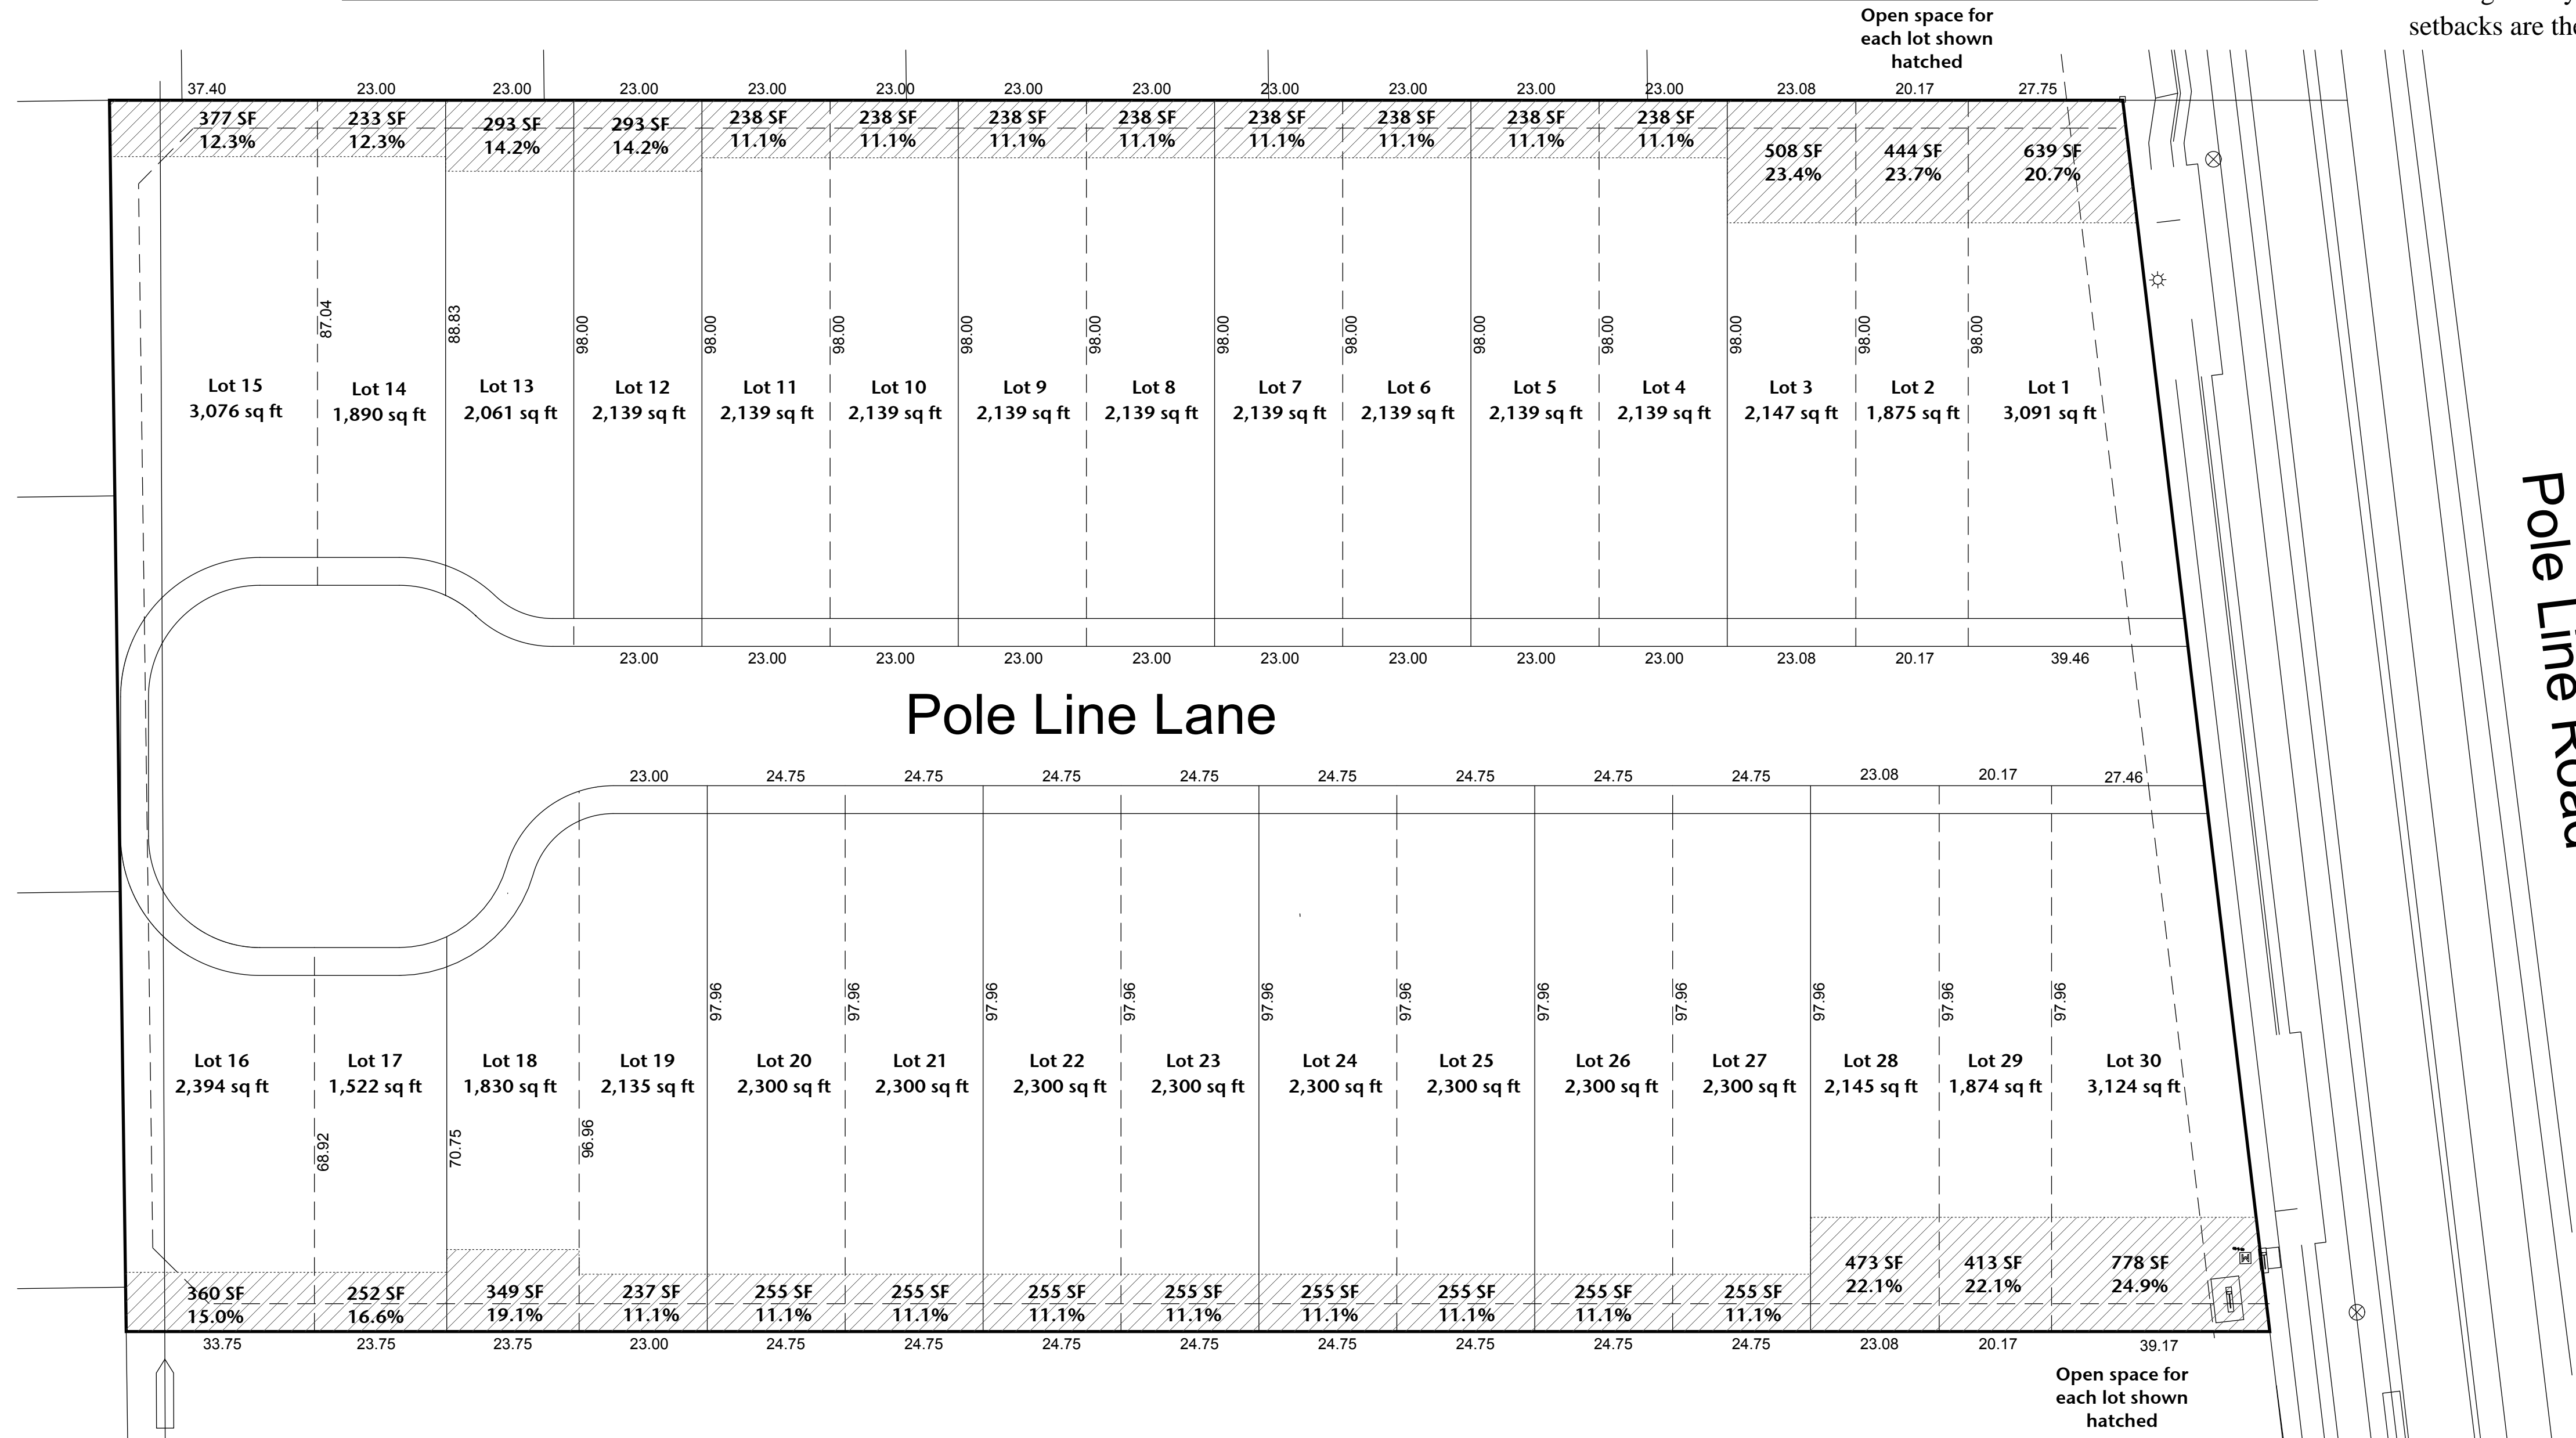 Open space for
each lot shown
hatched
setbacks are the
37.40 23.00 23.00 23.00 23.00 23.00 23.00 23.00 23.00 23.00 23.00 23.00 23.08 20.17 27.75
377 SF 233 SF 293 SF 293 SF 238 SF 238 SF 238 SF 238 SF 238 SF 238 SF 238 SF 238 SF 508 SF 444 SF 639 SF
12.3% 12.3% 14.2% 14.2% 11.1% 11.1% 11.1% 11.1% 11.1% 11.1% 11.1% 11.1% 23.4% 23.7% 20.7%
87.04 88.83 98.00 98.00 98.00 98.00 98.00 98.00 98.00 98.00 98.00 98.00 98.00 98.00
Lot 15 Lot 14 Lot 13 Lot 12 Lot 11 Lot 10 Lot 9 Lot 8 Lot 7 Lot 6 Lot 5 Lot 4 Lot 3 Lot 2 Lot 1
3,076 sq ft 1,890 sq ft 2,061 sq ft 2,139 sq ft 2,139 sq ft 2,139 sq ft 2,139 sq ft 2,139 sq ft 2,139 sq ft 2,139 sq ft 2,139 sq ft 2,139 sq ft 2,147 sq ft 1,875 sq ft 3,091 sq ft
23.00 23.00 23.00 23.00 23.00 23.00 23.00 23.00 23.00 23.08 20.17 39.46
Pole Line Lane
Pole Line Road
23.00 24.75 24.75 24.75 24.75 24.75 24.75 24.75 24.75 23.08 20.17 27.46
97.96 97.96 97.96 97.96 97.96 97.96 97.96 97.96 97.96 97.96 97.96
Lot 16 Lot 17 Lot 18 Lot 19 Lot 20 Lot 21 Lot 22 Lot 23 Lot 24 Lot 25 Lot 26 Lot 27 Lot 28 Lot 29 Lot 30
2,394 sq ft 1,522 sq ft 1,830 sq ft 2,135 sq ft 2,300 sq ft 2,300 sq ft 2,300 sq ft 2,300 sq ft 2,300 sq ft 2,300 sq ft 2,300 sq ft 2,300 sq ft 2,145 sq ft 1,874 sq ft 3,124 sq ft
68.92 70.75 96.96
360 SF 252 SF 349 SF 237 SF 255 SF 255 SF 255 SF 255 SF 255 SF 255 SF 255 SF 255 SF 473 SF 413 SF 778 SF
15.0% 16.6% 19.1% 11.1% 11.1% 11.1% 11.1% 11.1% 11.1% 11.1% 11.1% 11.1% 22.1% 22.1% 24.9%
33.75 23.75 23.75 23.00 24.75 24.75 24.75 24.75 24.75 24.75 24.75 24.75 23.08 20.17 39.17
Open space for
each lot shown
hatched